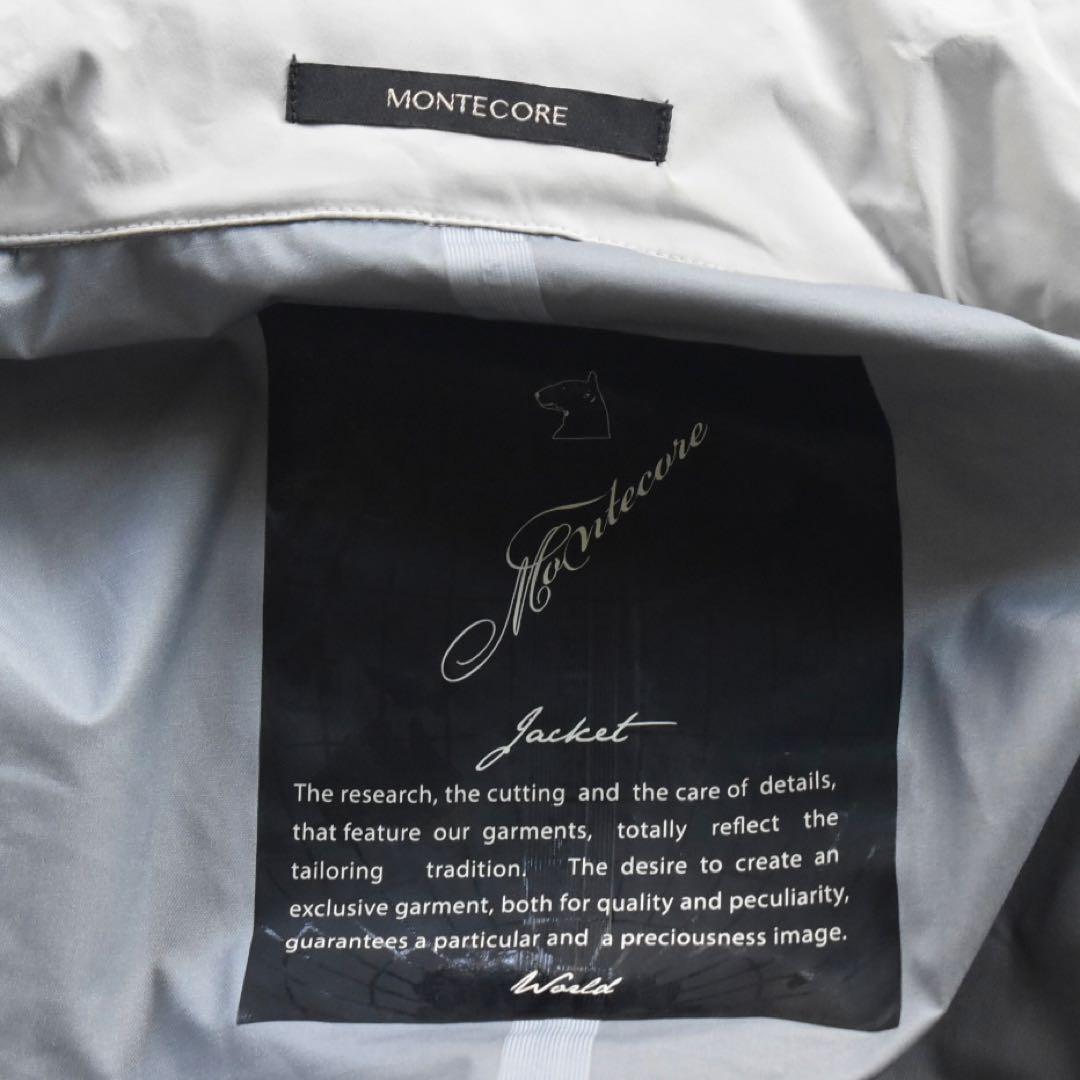 MONTECORE
Montecore
Jacket
The research, the cutting and the care of details,
that feature our garments, totally reflect the
tailoring tradition. The desire to create an
exclusive garment, both for quality and peculiarity,
guarantees a particular and a preciousness image.
World